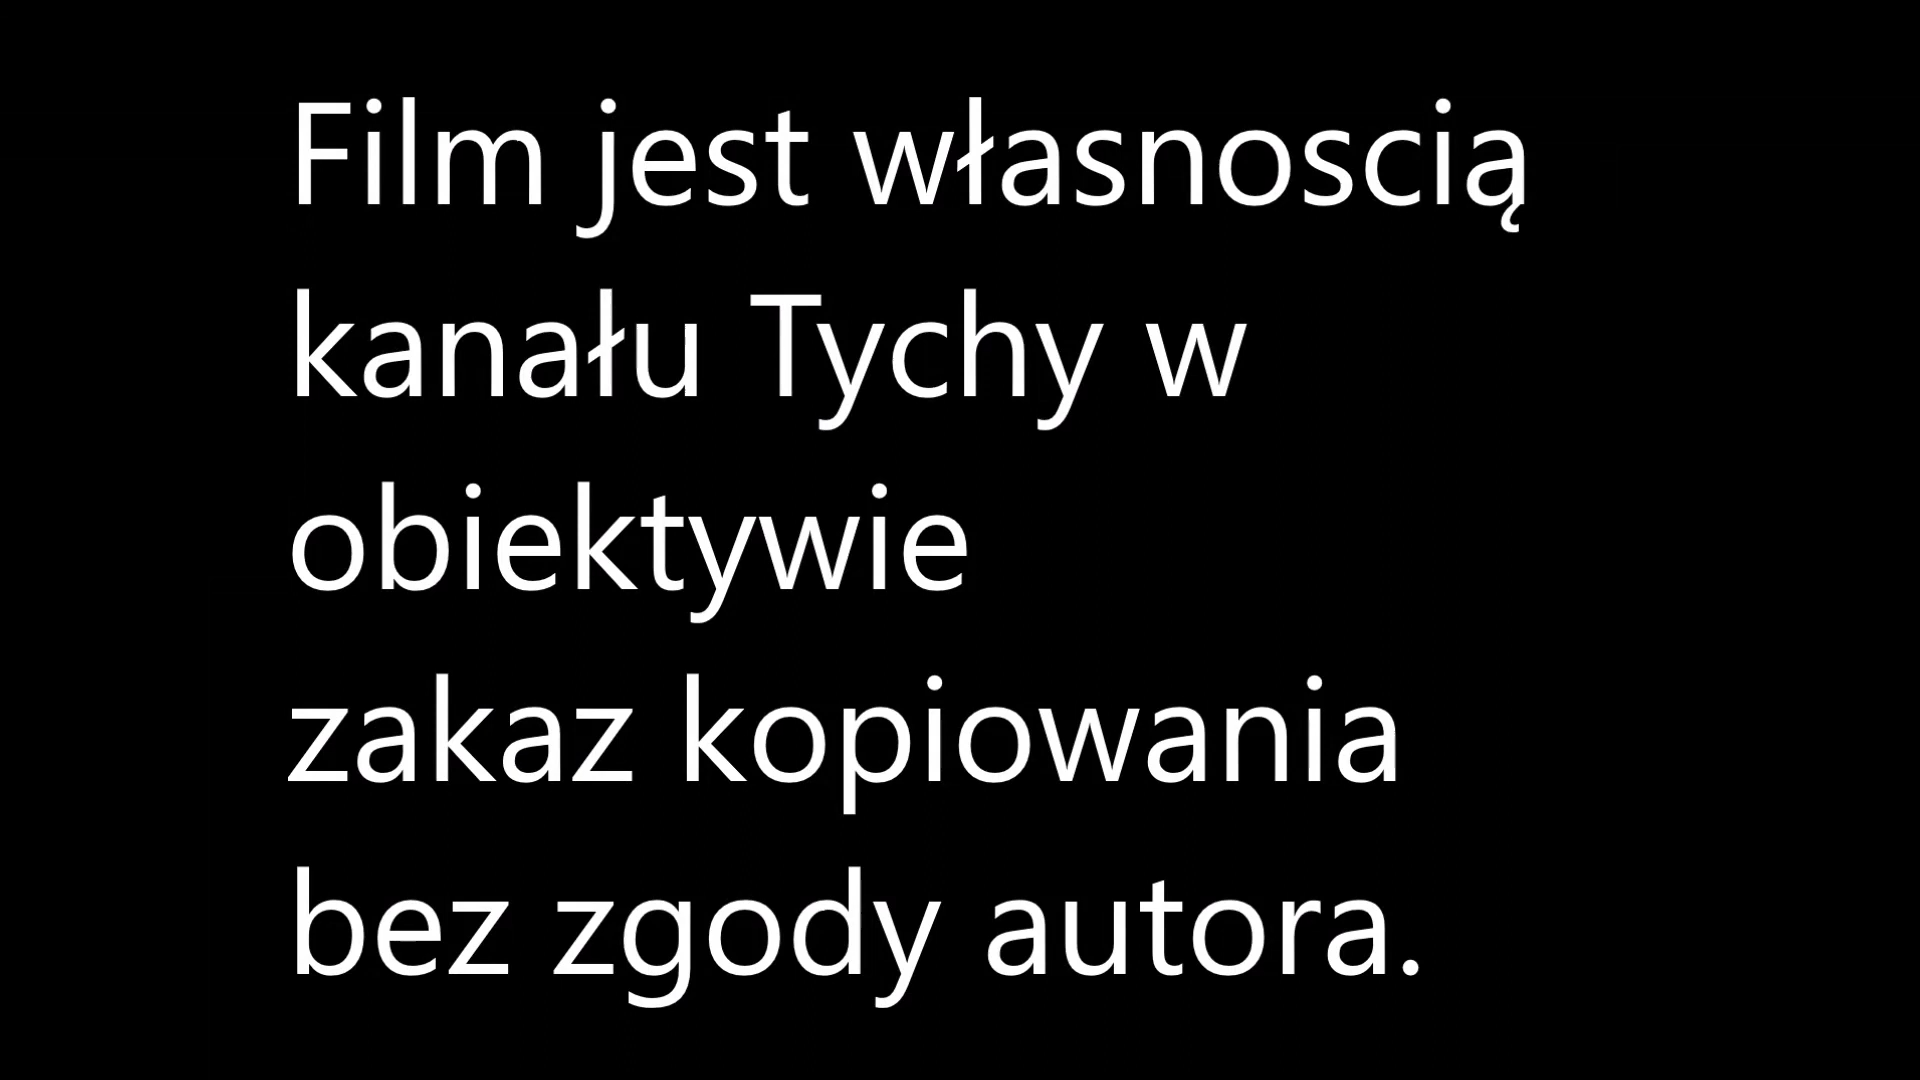 Film jest własnoscią
kanału Tychy w
obiektywie
zakaz kopiowania
bez zgody autora.